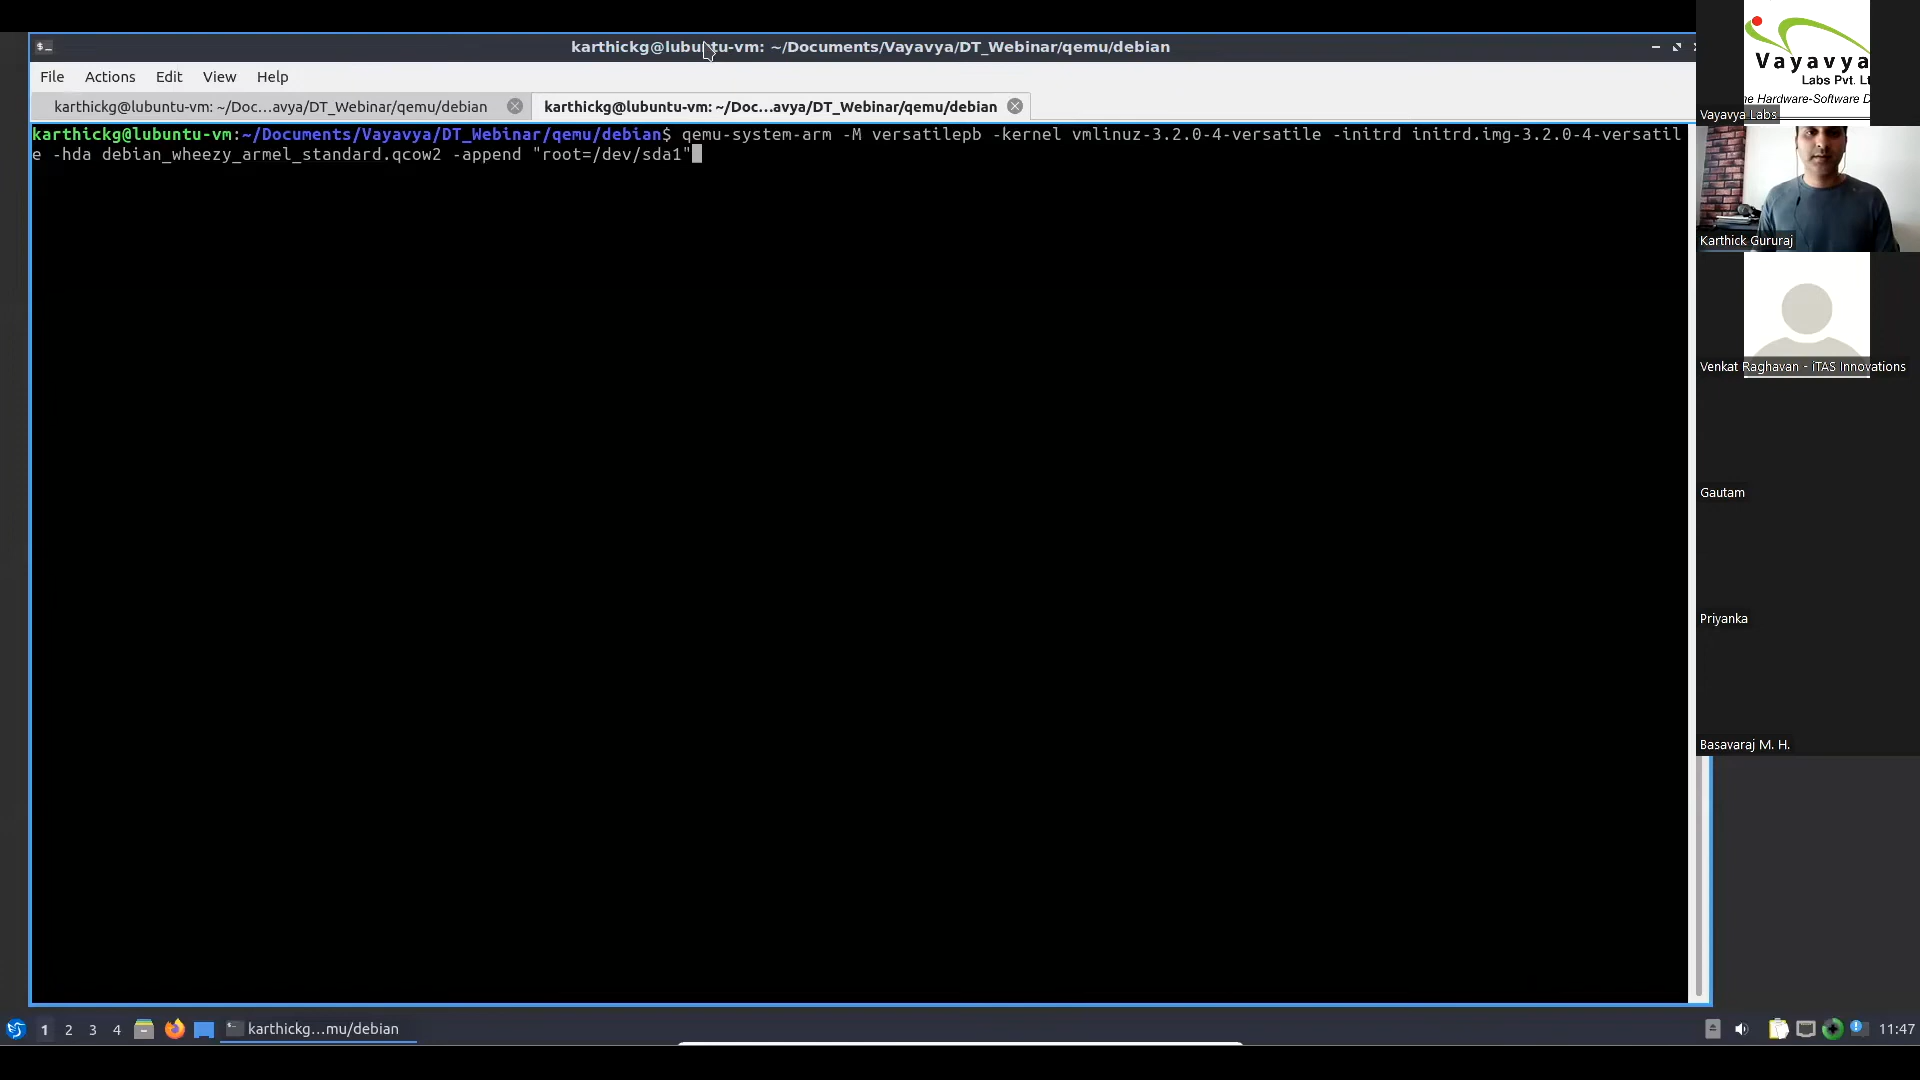 karthickg@lubuntu-vm: ~/Documents/Vayavya/DT_Webinar/qemu/debian
File Actions Edit View Help
karthickg@lubuntu-vm: ~/Doc...avya/DT_Webinar/qemu/debian
karthickg@lubuntu-vm: ~/Doc...avya/DT_Webinar/qemu/debian
karthickg@lubuntu-vm:~/Documents/Vayavya/DT_Webinar/qemu/debian$ qemu-system-arm -M versatilepb -kernel vmlinuz-3.2.0-4-versatile -initrd initrd.img-3.2.0-4-versatil
e -hda debian_wheezy_armel_standard.qcow2 -append "root=/dev/sda1"
Vayavya
Labs Pvt. Lt
ne Hardware-Software D
Vayavya Labs
Karthick Gururaj
Venkat Raghavan - iTAS Innovations
Gautam
Priyanka
Basavaraj M. H.
1 2 3 4
karthickg...mu/debian
11:47